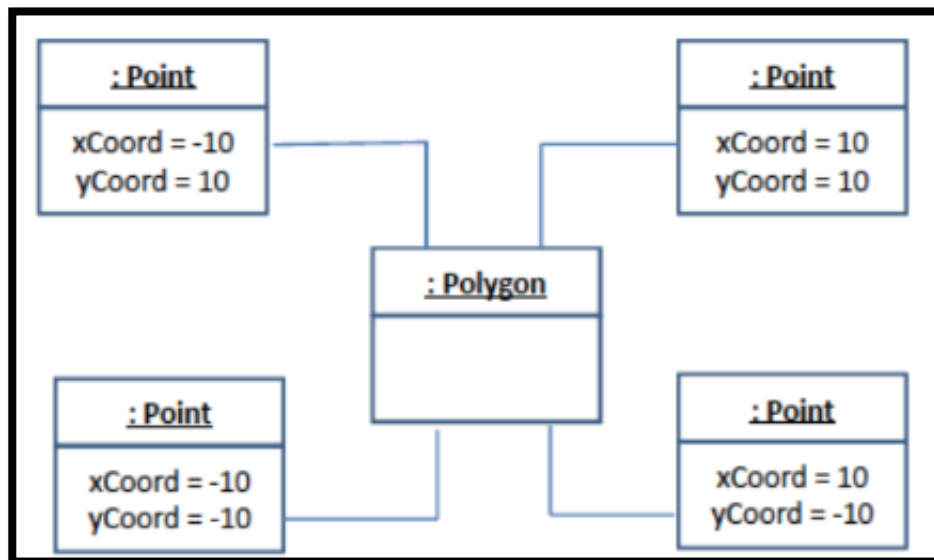 : Point
xCoord = -10
yCoord = 10
: Point
xCoord = 10
yCoord = 10
: Polygon
: Point
xCoord = -10
yCoord = -10
: Point
xCoord = 10
yCoord = -10